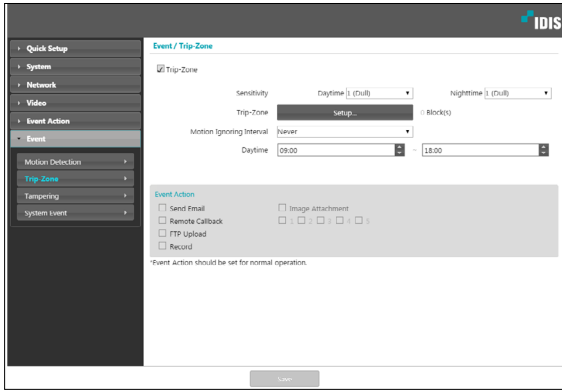 IDIS
Quick Setup
System
Network
Video
Event Action
Event
Motion Detection
Trip-Zone
Tampering
System Event
Event / Trip-Zone
Trip-Zone
Sensitivity Daytime 1 (Dull) Nighttime 1 (Dull)
Trip-Zone Setup... 0 Block(s)
Motion Ignoring Interval Never
Daytime 09:00 ~ 18:00
Event Action
Send Email Image Attachment
Remote Callback 1 2 3 4 5
FTP Upload
Record
*Event Action should be set for normal operation.
Save